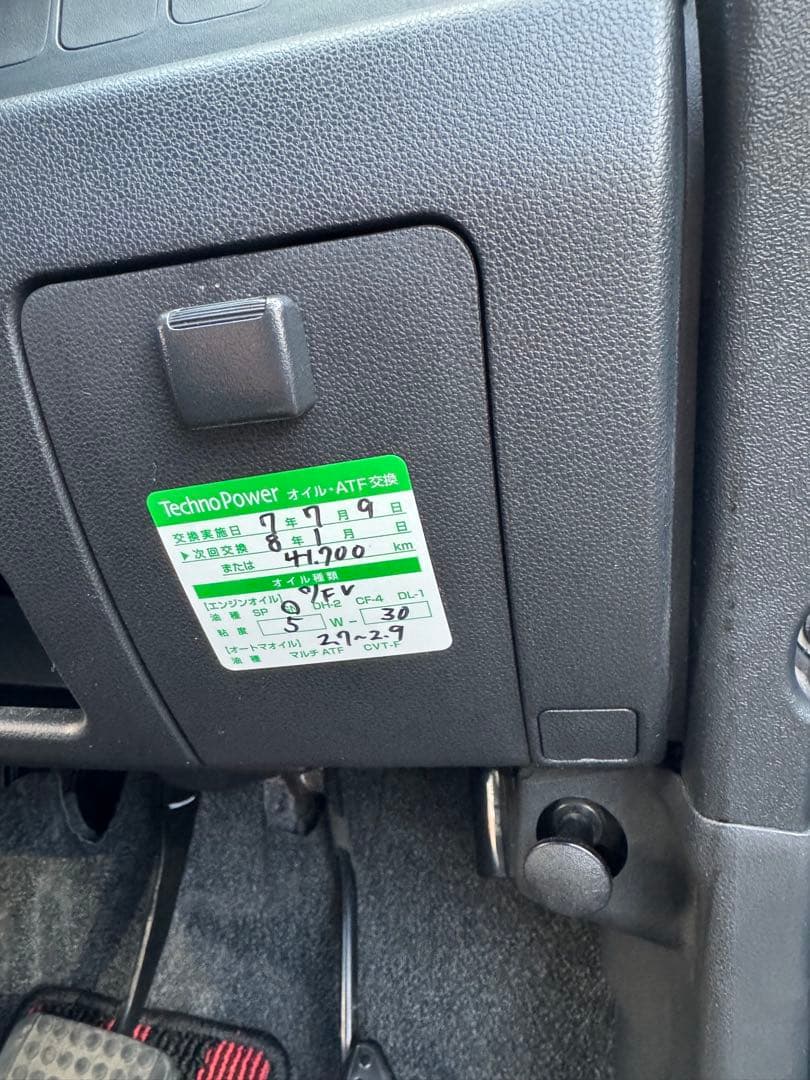 TechnoPower オイル・ATF交換
交換実施日 7年7月9日
▶次回交換 8年1月 日
または 41.700 km
オイル種類
[エンジンオイル] O/F✓
油種 SP DH-2 CF-4 DL-1
粘度 5 W- 30
[オートマオイル] 2.7~2.9
油種 マルチATF CVT-F